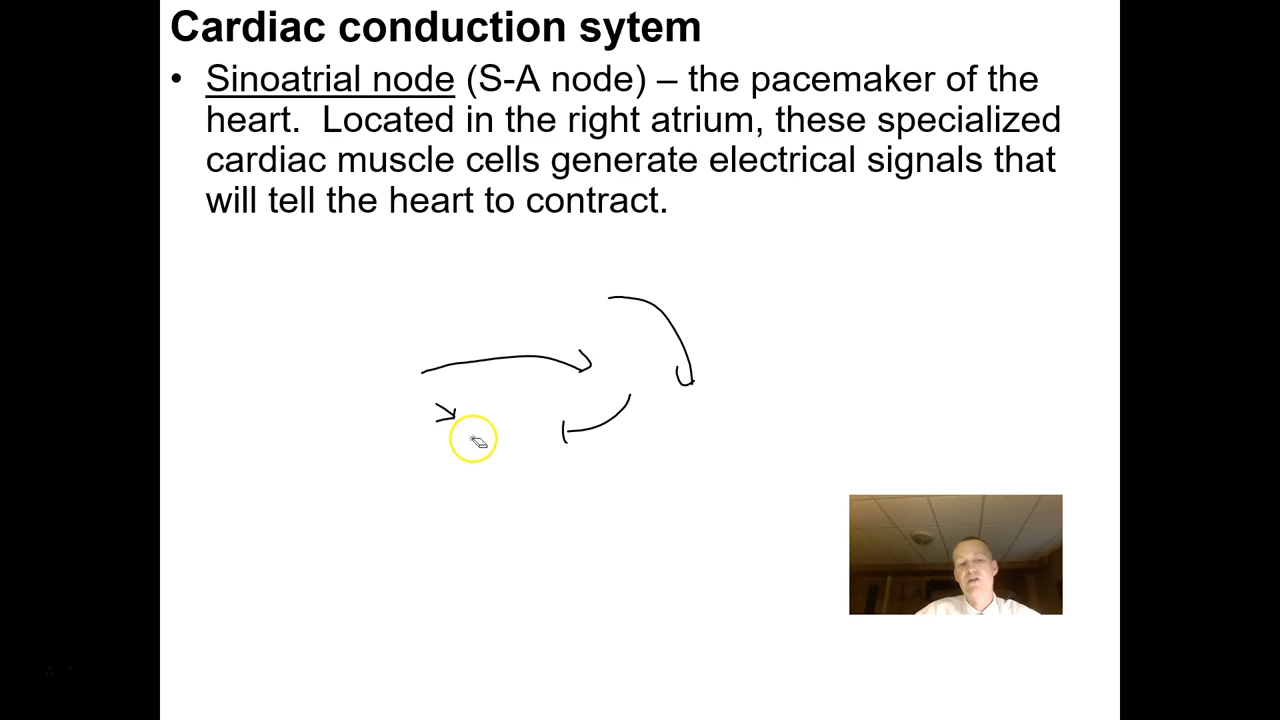 Cardiac conduction sytem
• Sinoatrial node (S-A node) – the pacemaker of the
heart.  Located in the right atrium, these specialized
cardiac muscle cells generate electrical signals that
will tell the heart to contract.